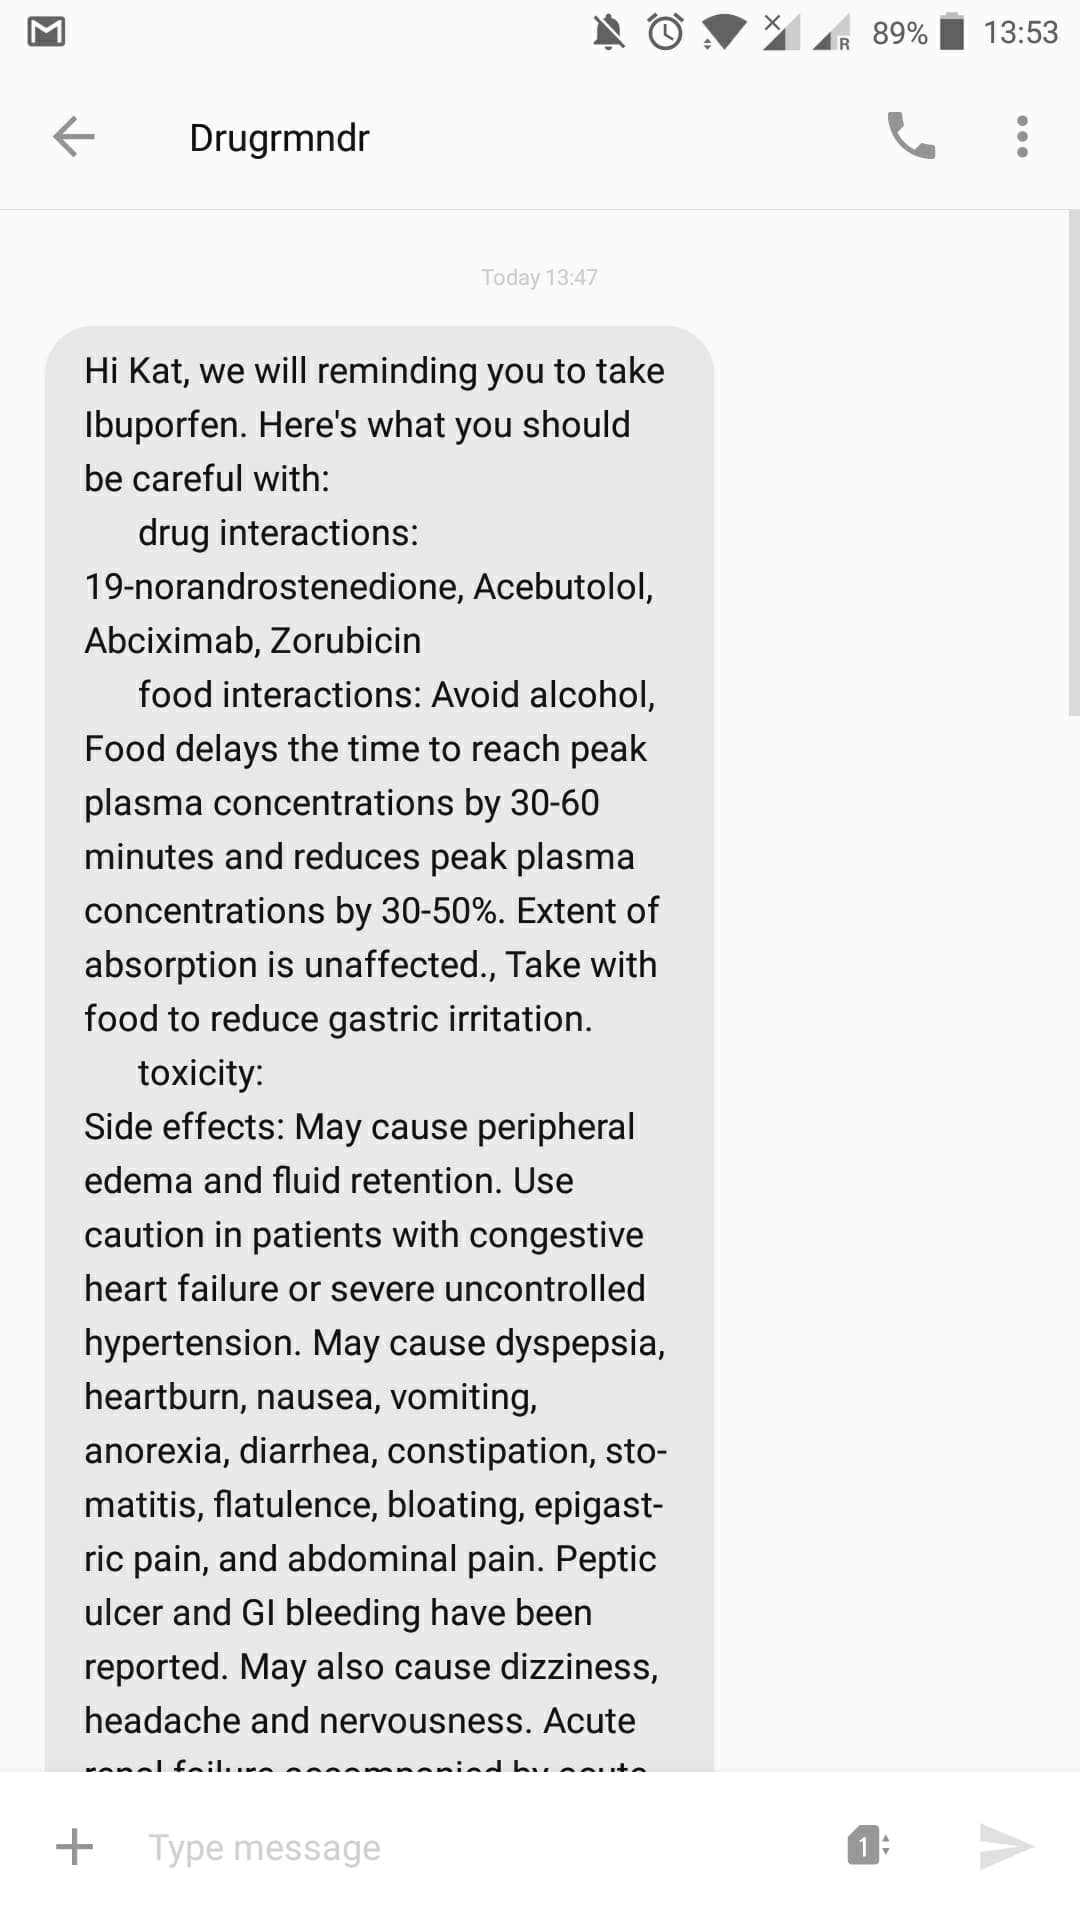 89% 13:53
Drugrmndr
Today 13:47
Hi Kat, we will reminding you to take
Ibuporfen. Here's what you should
be careful with:
drug interactions:
19-norandrostenedione, Acebutolol,
Abciximab, Zorubicin
food interactions: Avoid alcohol,
Food delays the time to reach peak
plasma concentrations by 30-60
minutes and reduces peak plasma
concentrations by 30-50%. Extent of
absorption is unaffected., Take with
food to reduce gastric irritation.
toxicity:
Side effects: May cause peripheral
edema and fluid retention. Use
caution in patients with congestive
heart failure or severe uncontrolled
hypertension. May cause dyspepsia,
heartburn, nausea, vomiting,
anorexia, diarrhea, constipation, sto-
matitis, flatulence, bloating, epigast-
ric pain, and abdominal pain. Peptic
ulcer and GI bleeding have been
reported. May also cause dizziness,
headache and nervousness. Acute
renal failure accompanied by acute
Type message
1
R